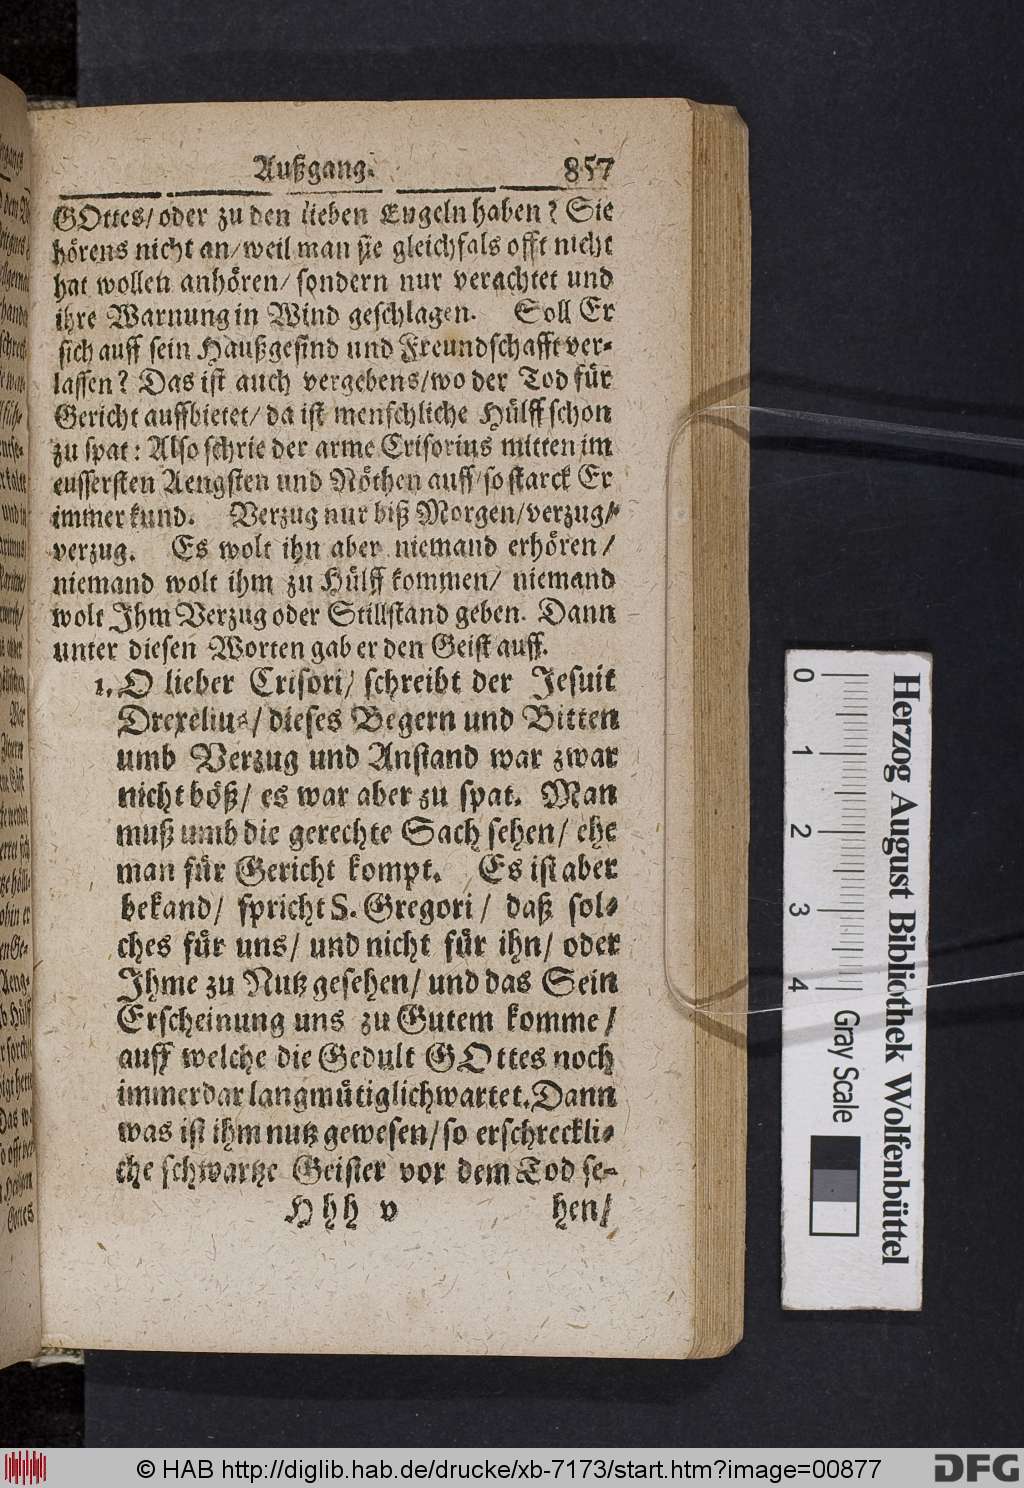 Außgang. 857
GOttes/ oder zu den lieben Engeln haben? Sie
hörens nicht an/ weil man sie gleichfals offt nicht
hat wollen anhören/ sondern nur verachtet und
ihre Warnung in Wind geschlagen. Soll Er
sich auff sein Haußgesind und Freundschafft ver-
lassen? Das ist auch vergebens/ wo der Tod für
Gericht auffbietet/ da ist menschliche Hülff schon
zu spat: Also schrie der arme Crisorius mitten im
eussersten Aengsten und Nöthen auff/ so starck Er
immer kund. Verzug nur biß Morgen/ verzug/
verzug. Es wolt ihn aber niemand erhören/
niemand wolt ihm zu Hülff kommen/ niemand
wolt Ihm Verzug oder Stillstand geben. Dann
unter diesen Worten gab er den Geist auff.
1. O lieber Crisori/ schreibt der Jesuit
Drexelius/ dieses Begern und Bitten
umb Verzug und Anstand war zwar
nicht böß/ es war aber zu spat. Man
muß umb die gerechte Sach sehen/ ehe
man für Gericht kompt. Es ist aber
bekand/ spricht S. Gregori/ daß sol-
ches für uns/ und nicht für ihn/ oder
Ihme zu Nutz gesehen/ und das Sein
Erscheinung uns zu Gutem komme/
auff welche die Gedult GOttes noch
immerdar langmütiglich wartet. Dann
was ist ihm nutz gewesen/ so erschreckli-
che schwartze Geister vor dem Tod se-
Hhh v hen/
Herzog August Bibliothek Wolfenbüttel
0 1 2 3 4
Gray Scale
© HAB http://diglib.hab.de/drucke/xb-7173/start.htm?image=00877
DFG